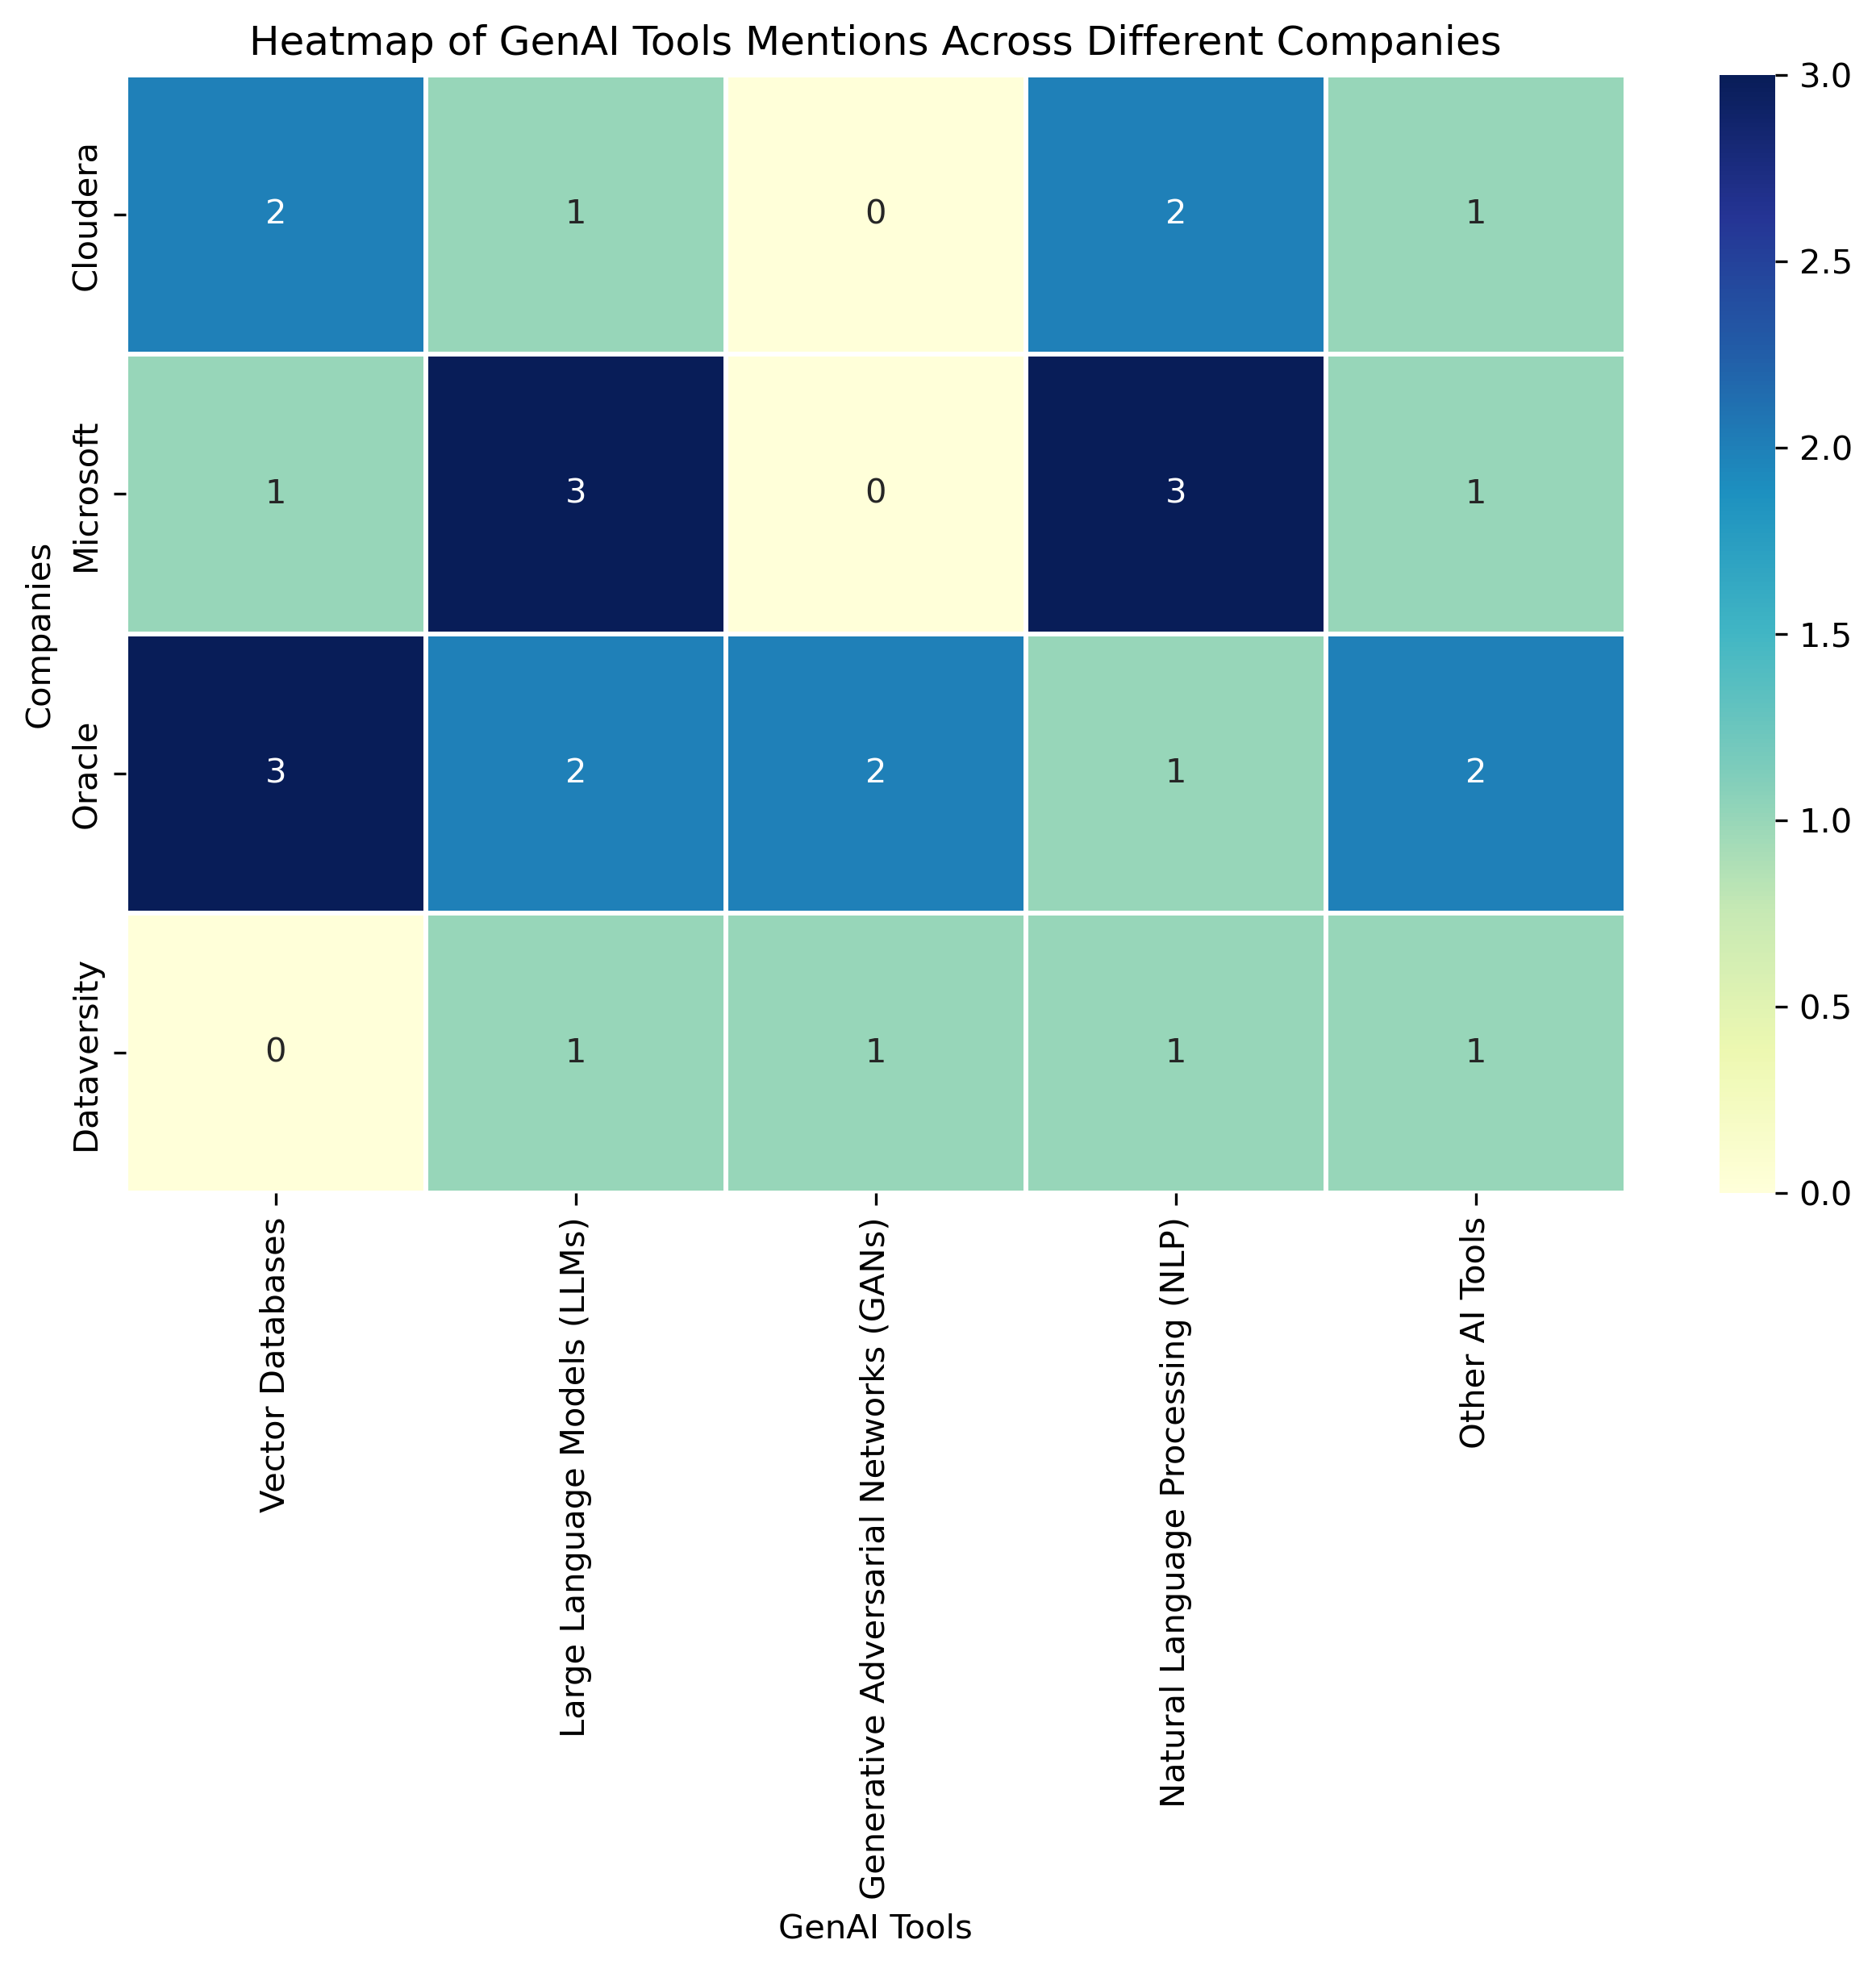 Heatmap of GenAI Tools Mentions Across Different Companies
Companies
Cloudera
2 1 0 2 1
Microsoft
1 3 0 3 1
Oracle
3 2 2 1 2
Dataversity
0 1 1 1 1
Vector Databases
Large Language Models (LLMs)
Generative Adversarial Networks (GANs)
Natural Language Processing (NLP)
Other AI Tools
GenAI Tools
3.0
2.5
2.0
1.5
1.0
0.5
0.0